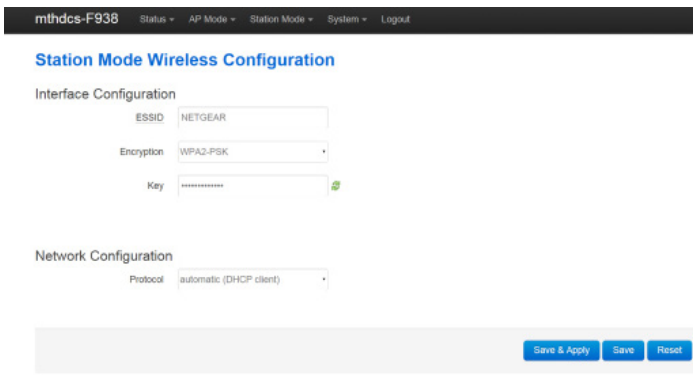 mthdcs-F938 Status AP Mode Station Mode System Logout
Station Mode Wireless Configuration
Interface Configuration
ESSID NETGEAR
Encryption WPA2-PSK
Key •••••••••••••
Network Configuration
Protocol automatic (DHCP client)
Save & Apply Save Reset